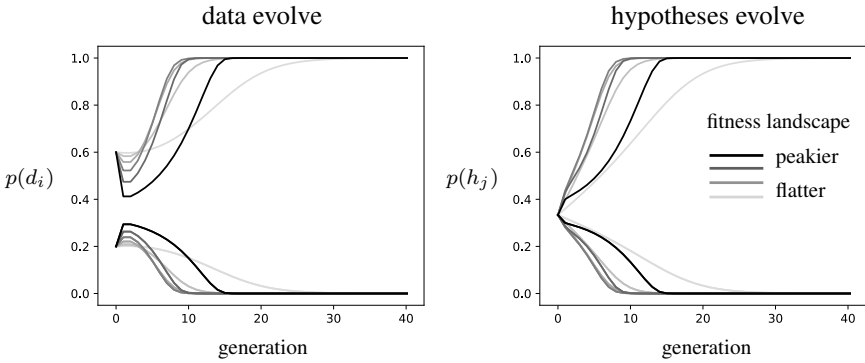 data evolve
hypotheses evolve
p(d_i)
1.0
0.8
0.6
0.4
0.2
0.0
0
10
20
30
40
generation
p(h_j)
1.0
0.8
0.6
0.4
0.2
0.0
0
10
20
30
40
generation
fitness landscape
peakier
flatter